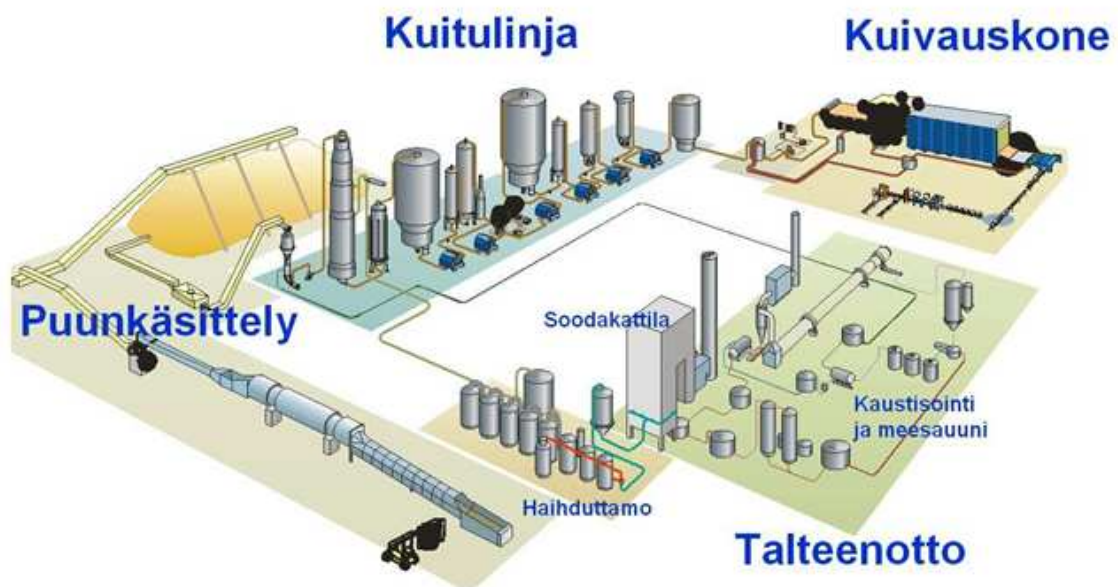 Kuitulinja
Kuivauskone
Puunkäsittely
Soodakattila
Kaustisointi
ja meesauuni
Haihduttamo
Talteenotto